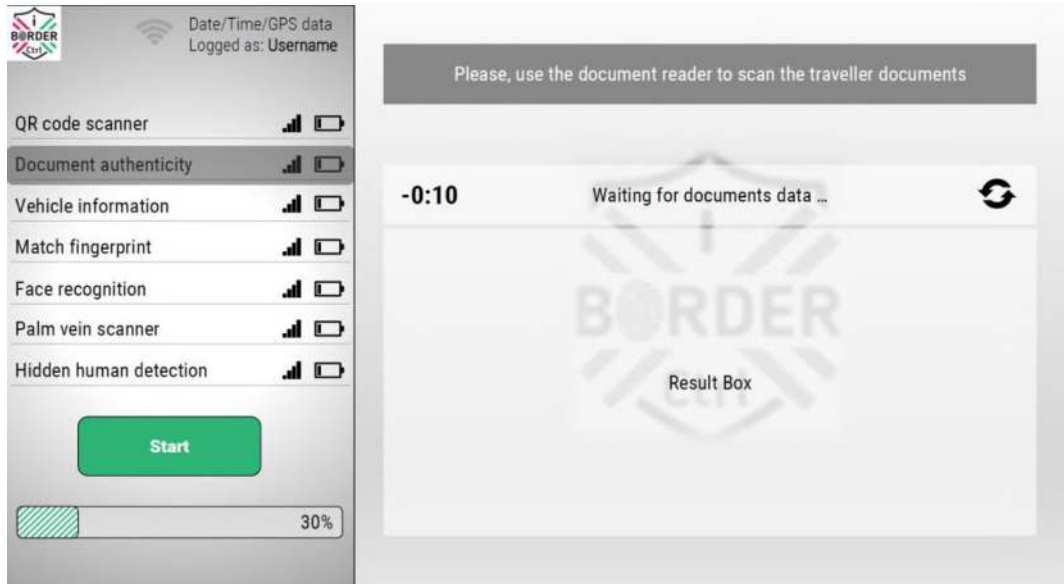 i
BORDER
Ctrl
Date/Time/GPS data
Logged as: Username
QR code scanner
Document authenticity
Vehicle information
Match fingerprint
Face recognition
Palm vein scanner
Hidden human detection
Start
30%
Please, use the document reader to scan the traveller documents
-0:10
Waiting for documents data ...
i
BORDER
Ctrl
Result Box